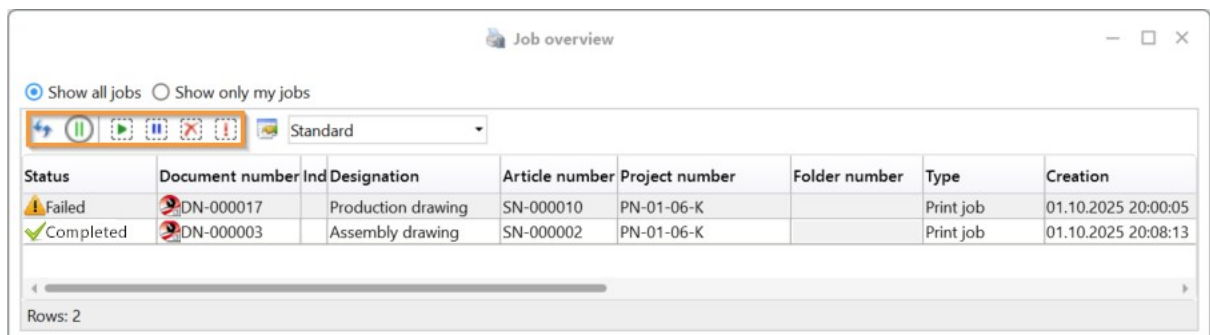 Job overview
Show all jobs Show only my jobs
Standard
Status Document number Ind Designation Article number Project number Folder number Type Creation
Failed DN-000017 Production drawing SN-000010 PN-01-06-K Print job 01.10.2025 20:00:05
Completed DN-000003 Assembly drawing SN-000002 PN-01-06-K Print job 01.10.2025 20:08:13
Rows: 2